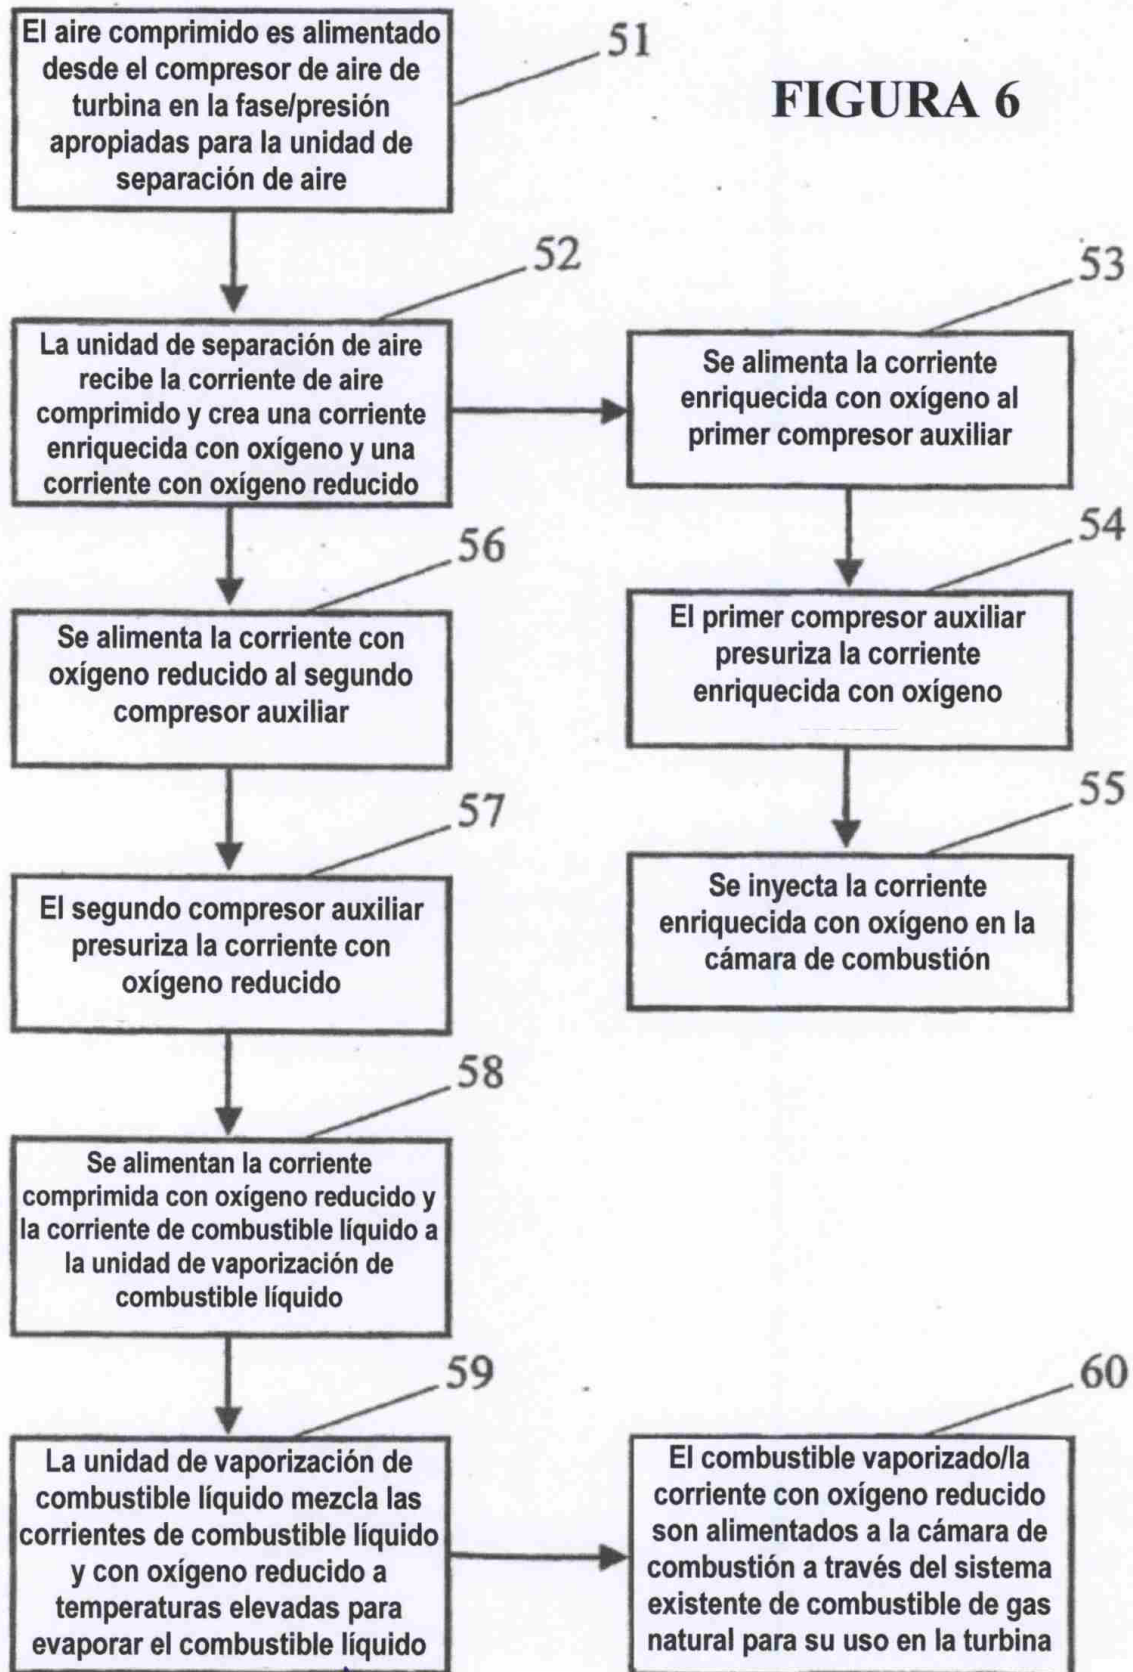 El aire comprimido es alimentado
desde el compresor de aire de
turbina en la fase/presión
apropiadas para la unidad de
separación de aire
51
FIGURA 6
52
La unidad de separación de aire
recibe la corriente de aire
comprimido y crea una corriente
enriquecida con oxígeno y una
corriente con oxígeno reducido
53
Se alimenta la corriente
enriquecida con oxígeno al
primer compresor auxiliar
56
Se alimenta la corriente con
oxígeno reducido al segundo
compresor auxiliar
54
El primer compresor auxiliar
presuriza la corriente
enriquecida con oxígeno
57
El segundo compresor auxiliar
presuriza la corriente con
oxígeno reducido
55
Se inyecta la corriente
enriquecida con oxígeno en la
cámara de combustión
58
Se alimentan la corriente
comprimida con oxígeno reducido y
la corriente de combustible líquido a
la unidad de vaporización de
combustible líquido
59
La unidad de vaporización de
combustible líquido mezcla las
corrientes de combustible líquido
y con oxígeno reducido a
temperaturas elevadas para
evaporar el combustible líquido
60
El combustible vaporizado/la
corriente con oxígeno reducido
son alimentados a la cámara de
combustión a través del sistema
existente de combustible de gas
natural para su uso en la turbina